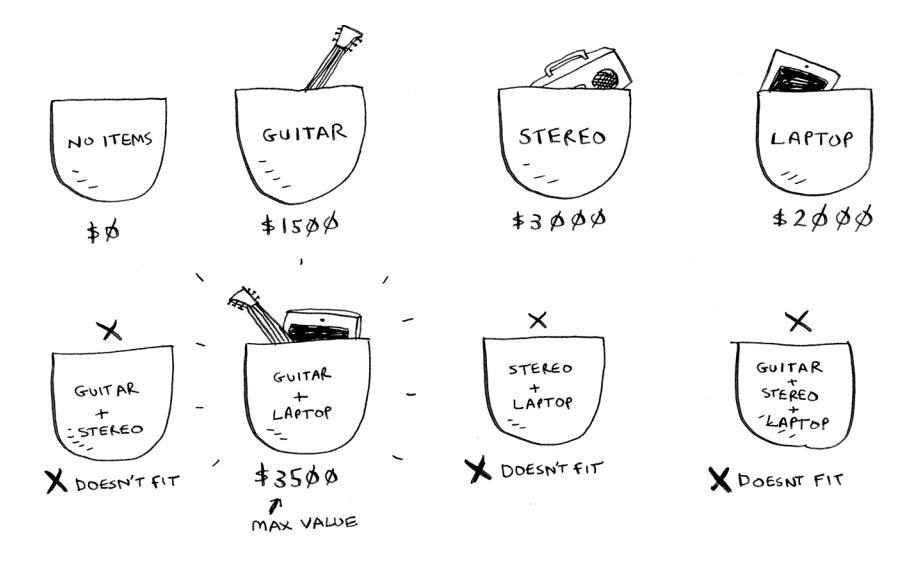 NO ITEMS
$0
GUITAR
$1500
STEREO
$3000
LAPTOP
$2000
GUITAR
+
STEREO
X DOESN'T FIT
GUITAR
+
LAPTOP
$3500
MAX VALUE
STEREO
+
LAPTOP
X DOESN'T FIT
GUITAR
+
STEREO
+
LAPTOP
X DOESNT FIT